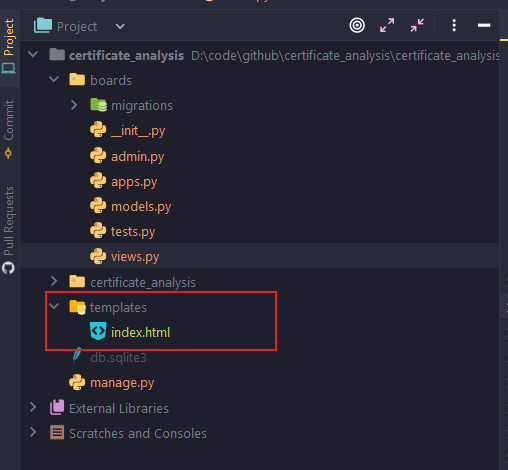 Project
certificate_analysis D:\code\github\certificate_analysis\certificate_analysis
boards
migrations
__init__.py
admin.py
apps.py
models.py
tests.py
views.py
certificate_analysis
templates
index.html
db.sqlite3
manage.py
External Libraries
Scratches and Consoles
Project
Commit
Pull Requests